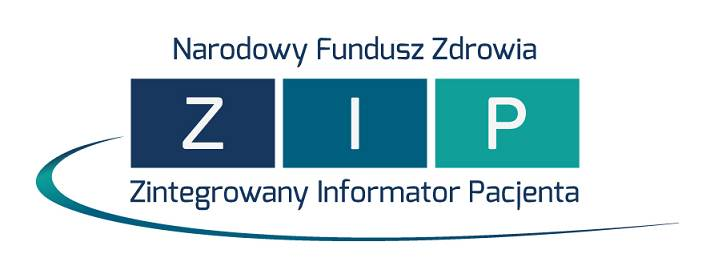 Narodowy Fundusz Zdrowia
Z I P
Zintegrowany Informator Pacjenta